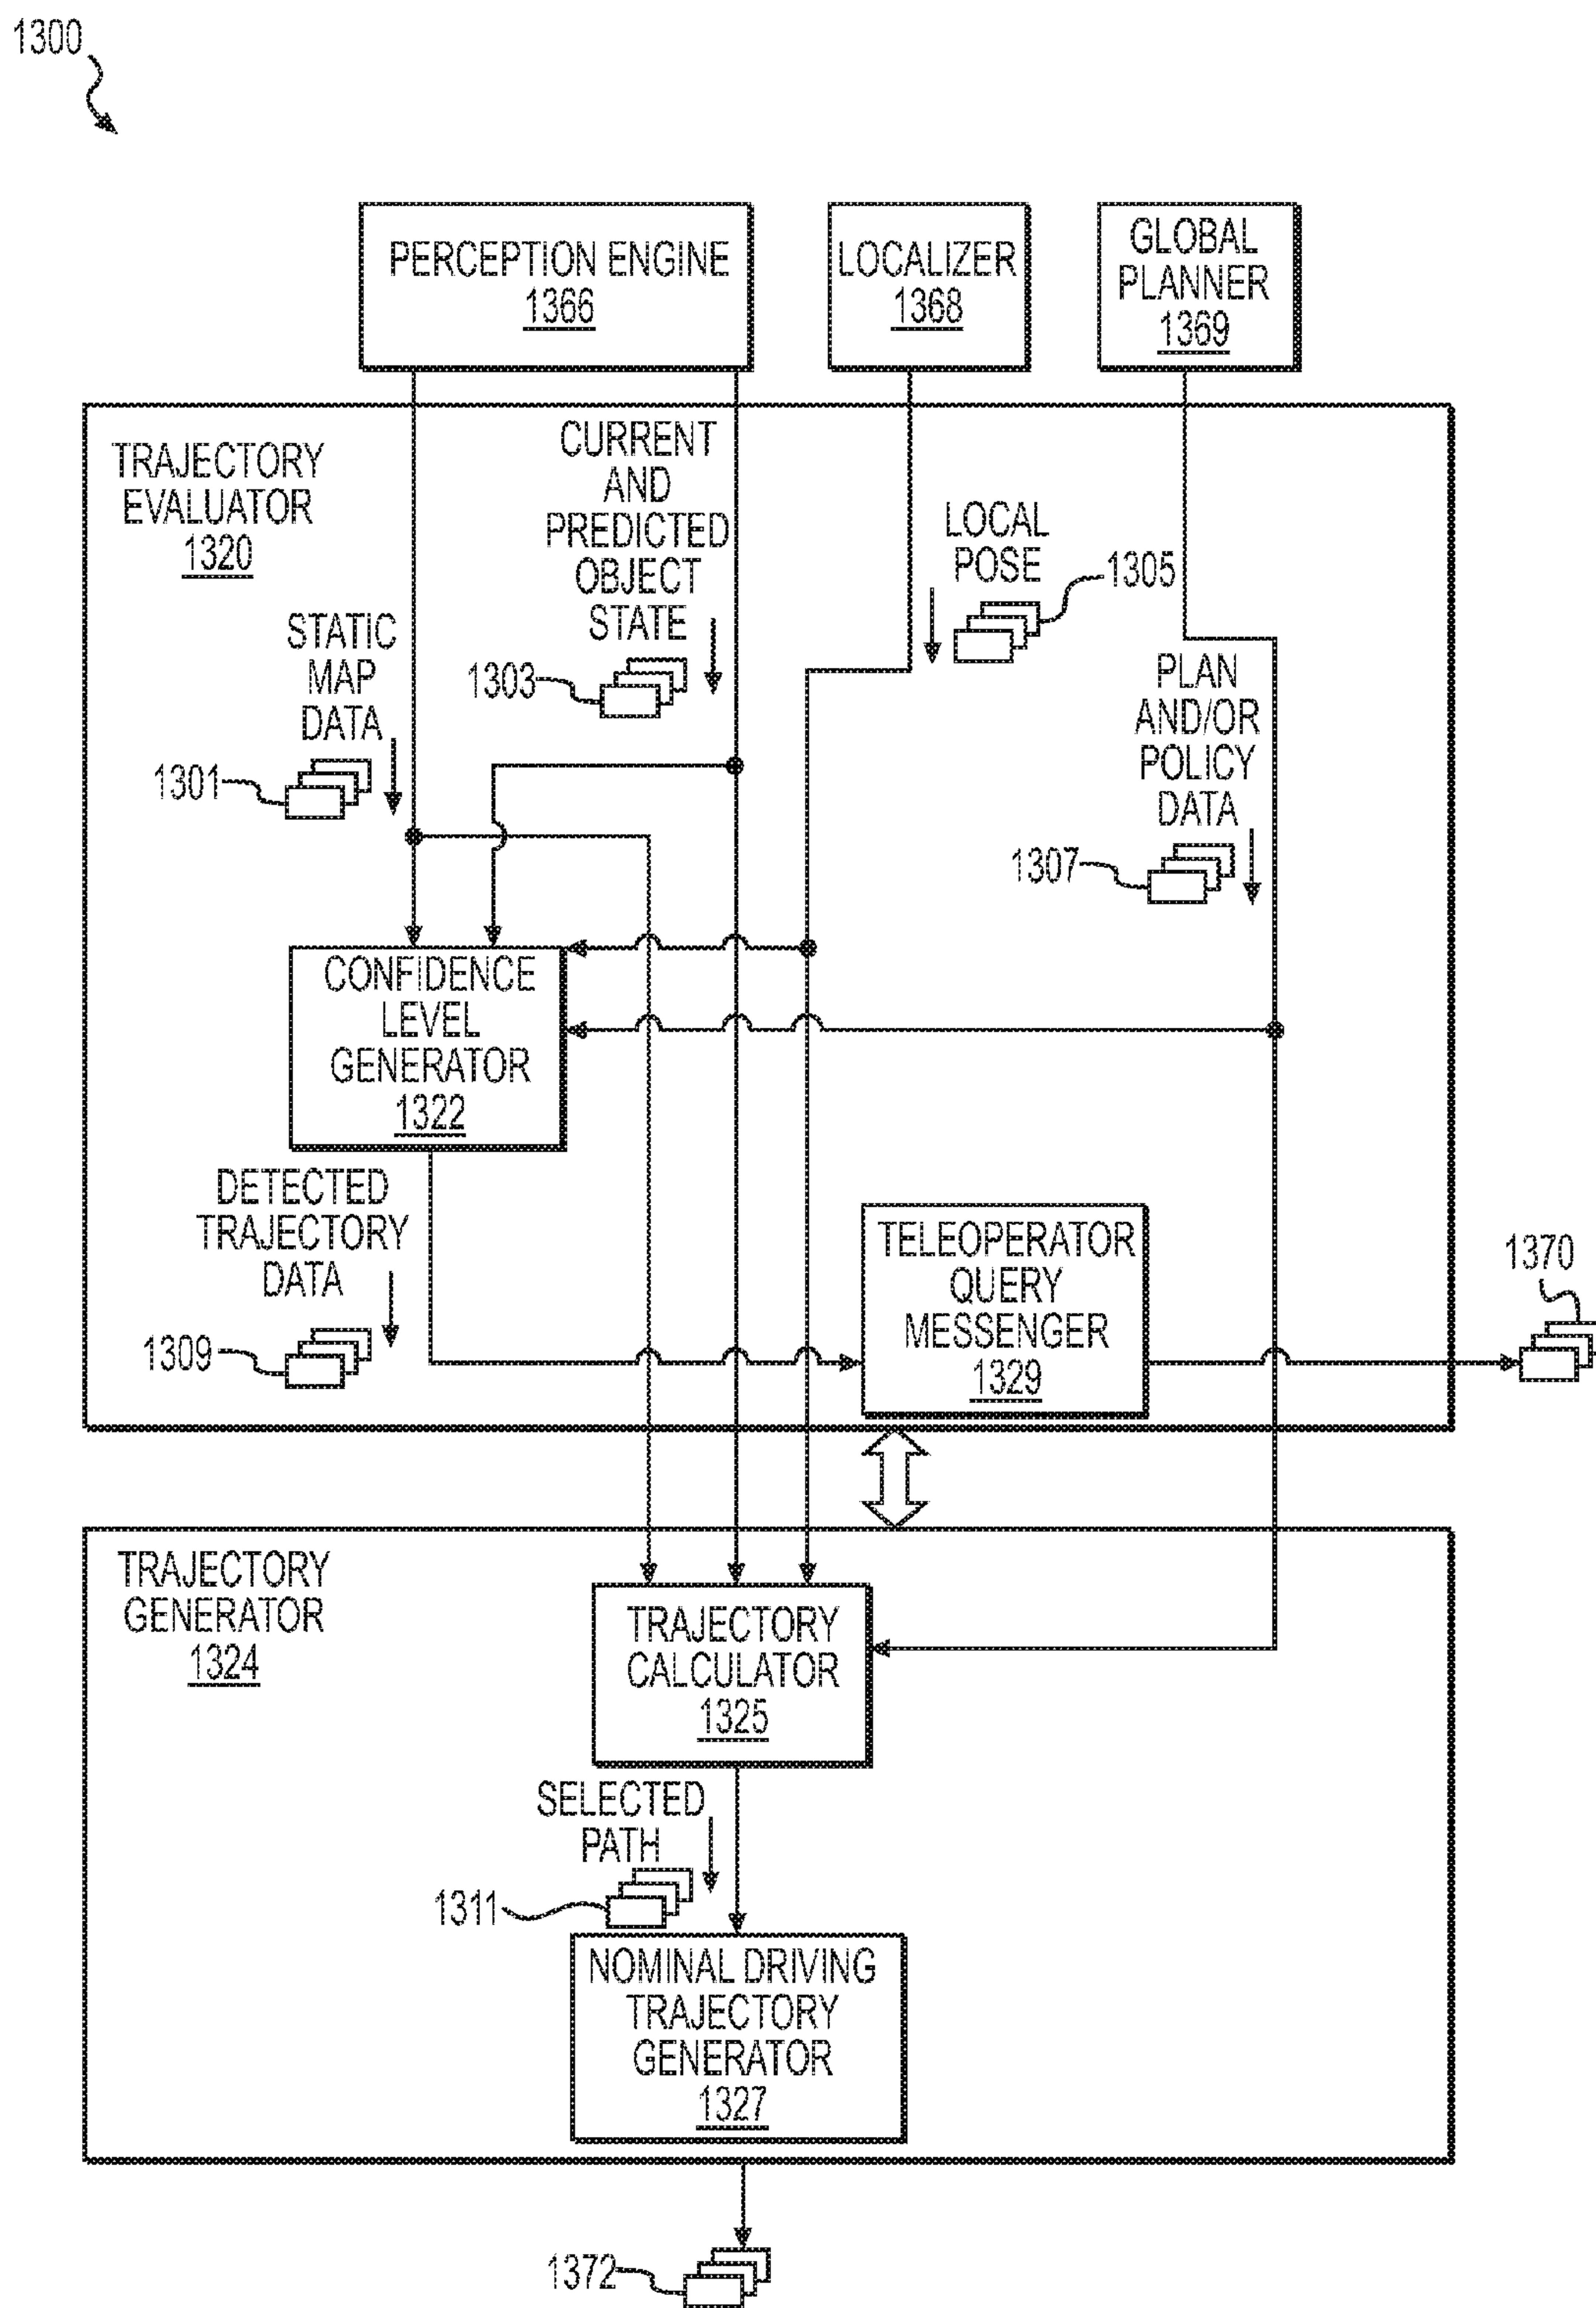 1300
PERCEPTION ENGINE
1366
LOCALIZER
1368
GLOBAL
PLANNER
1369
TRAJECTORY
EVALUATOR
1320
CURRENT
AND
PREDICTED
OBJECT
STATE
1303
LOCAL
POSE
1305
STATIC
MAP
DATA
1301
PLAN
AND/OR
POLICY
DATA
1307
CONFIDENCE
LEVEL
GENERATOR
1322
DETECTED
TRAJECTORY
DATA
1309
TELEOPERATOR
QUERY
MESSENGER
1329
1370
TRAJECTORY
GENERATOR
1324
TRAJECTORY
CALCULATOR
1325
SELECTED
PATH
1311
NOMINAL DRIVING
TRAJECTORY
GENERATOR
1327
1372